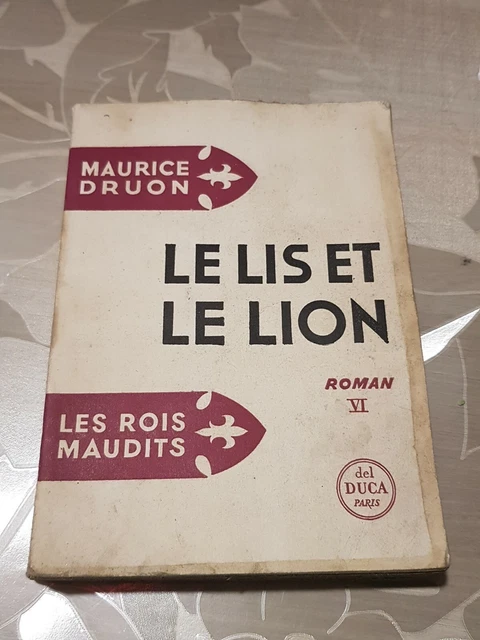 MAURICE
DRUON
LE LIS ET
LE LION
ROMAN
VI
LES ROIS
MAUDITS
del
DUCA
PARIS